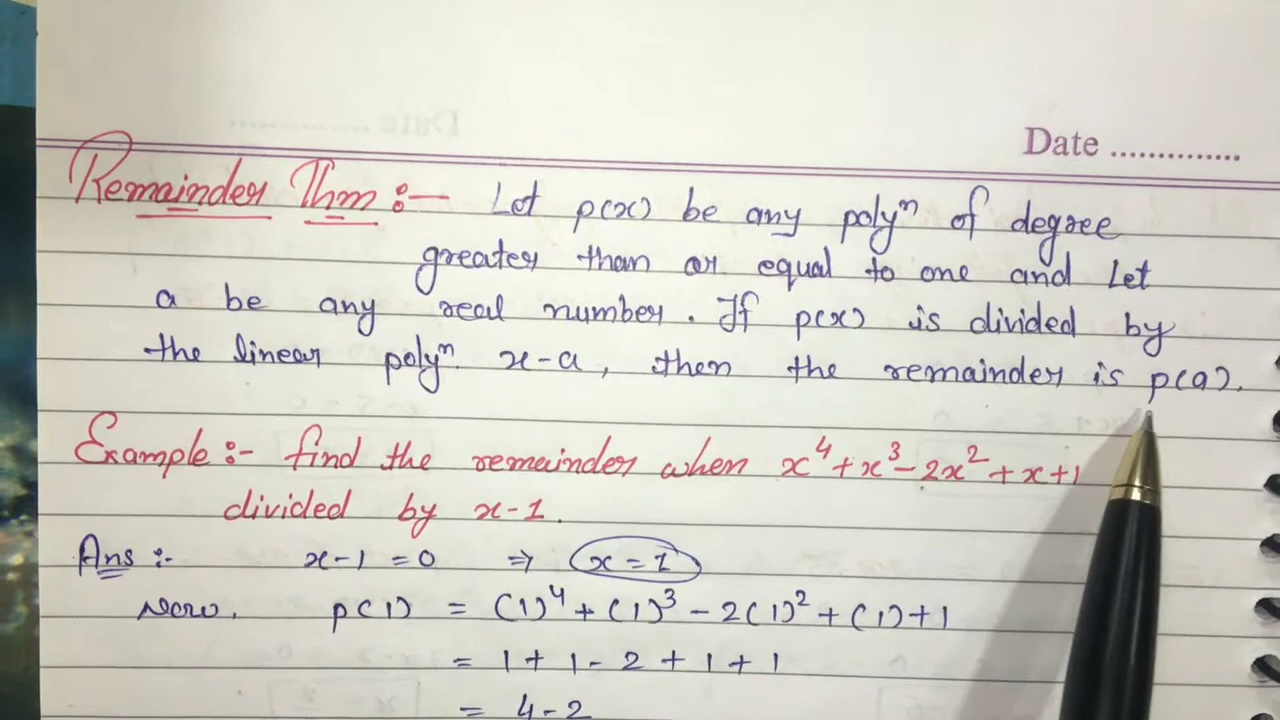 Date ..............
Remainder Thm :- Let p(x) be any polyⁿ of degree
greater than or equal to one and Let
a be any real number. If p(x) is divided by
the linear polyⁿ. x-a, then the remainder is p(a).
Example :- find the remainder when x⁴+x³-2x²+x+1
divided by x-1.
Ans :- x-1 = 0 ⇒ x = 1
Now, p(1) = (1)⁴+(1)³-2(1)²+(1)+1
= 1+1-2+1+1
= 4-2